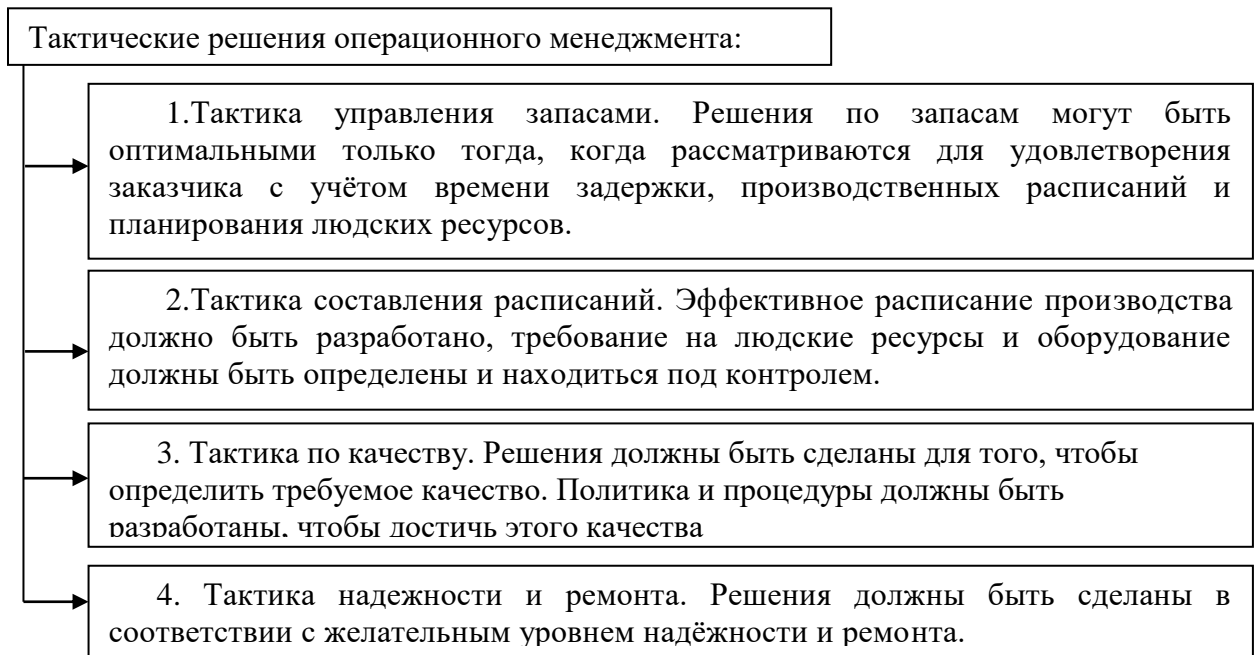 Тактические решения операционного менеджмента:
1.Тактика управления запасами. Решения по запасам могут быть
оптимальными только тогда, когда рассматриваются для удовлетворения
заказчика с учётом времени задержки, производственных расписаний и
планирования людских ресурсов.
2.Тактика составления расписаний. Эффективное расписание производства
должно быть разработано, требование на людские ресурсы и оборудование
должны быть определены и находиться под контролем.
3. Тактика по качеству. Решения должны быть сделаны для того, чтобы
определить требуемое качество. Политика и процедуры должны быть
разработаны, чтобы достичь этого качества
4. Тактика надежности и ремонта. Решения должны быть сделаны в
соответствии с желательным уровнем надёжности и ремонта.